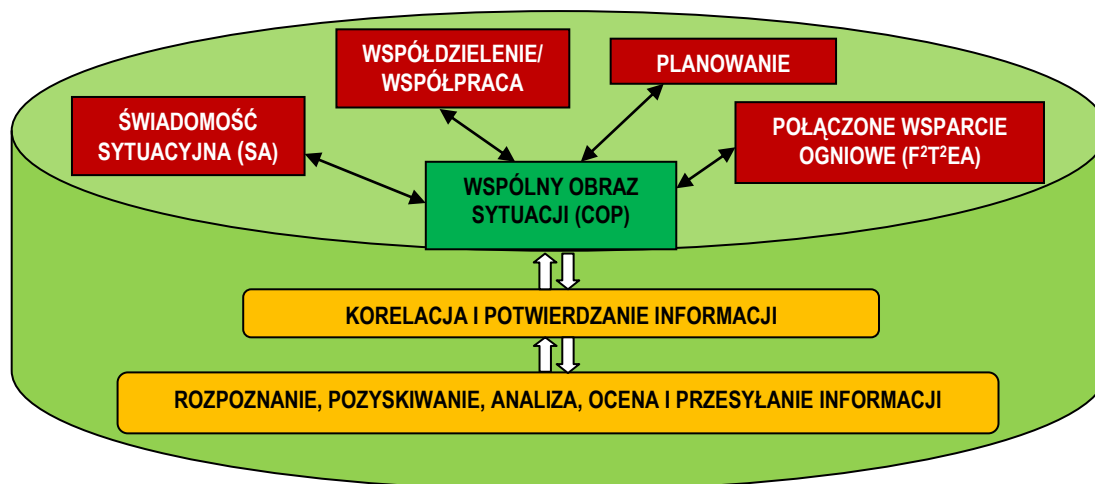 WSPÓŁDZIELENIE/
WSPÓŁPRACA
PLANOWANIE
ŚWIADOMOŚĆ
SYTUACYJNA (SA)
POŁĄCZONE WSPARCIE
OGNIOWE (F²T²EA)
WSPÓLNY OBRAZ
SYTUACJI (COP)
KORELACJA I POTWIERDZANIE INFORMACJI
ROZPOZNANIE, POZYSKIWANIE, ANALIZA, OCENA I PRZESYŁANIE INFORMACJI